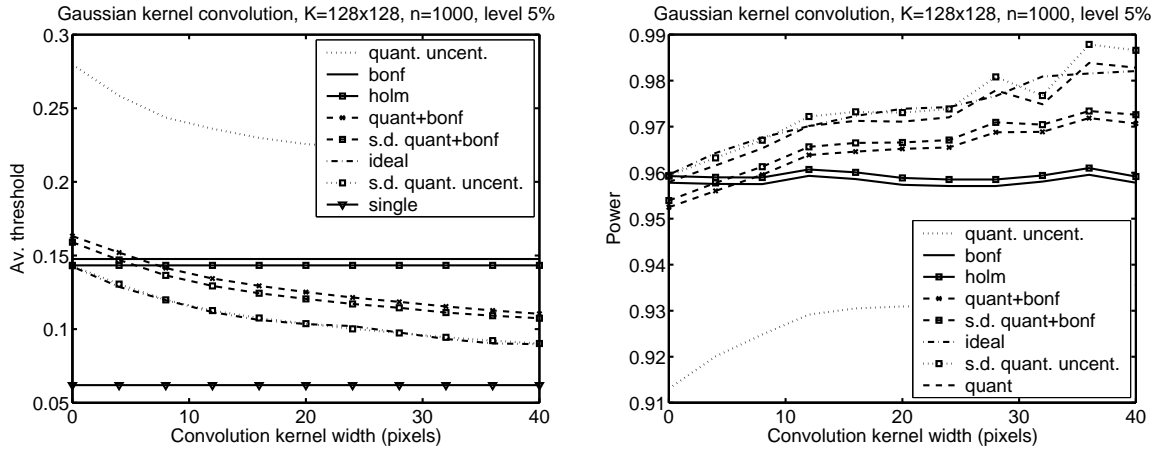 Gaussian kernel convolution, K=128x128, n=1000, level 5%
0.3
0.25
0.2
0.15
0.1
0.05
Av. threshold
quant. uncent.
bonf
holm
quant+bonf
s.d. quant+bonf
ideal
s.d. quant. uncent.
single
0
10
20
30
40
Convolution kernel width (pixels)
Gaussian kernel convolution, K=128x128, n=1000, level 5%
0.99
0.98
0.97
0.96
0.95
0.94
0.93
0.92
0.91
Power
quant. uncent.
bonf
holm
quant+bonf
s.d. quant+bonf
ideal
s.d. quant. uncent.
quant
0
10
20
30
40
Convolution kernel width (pixels)